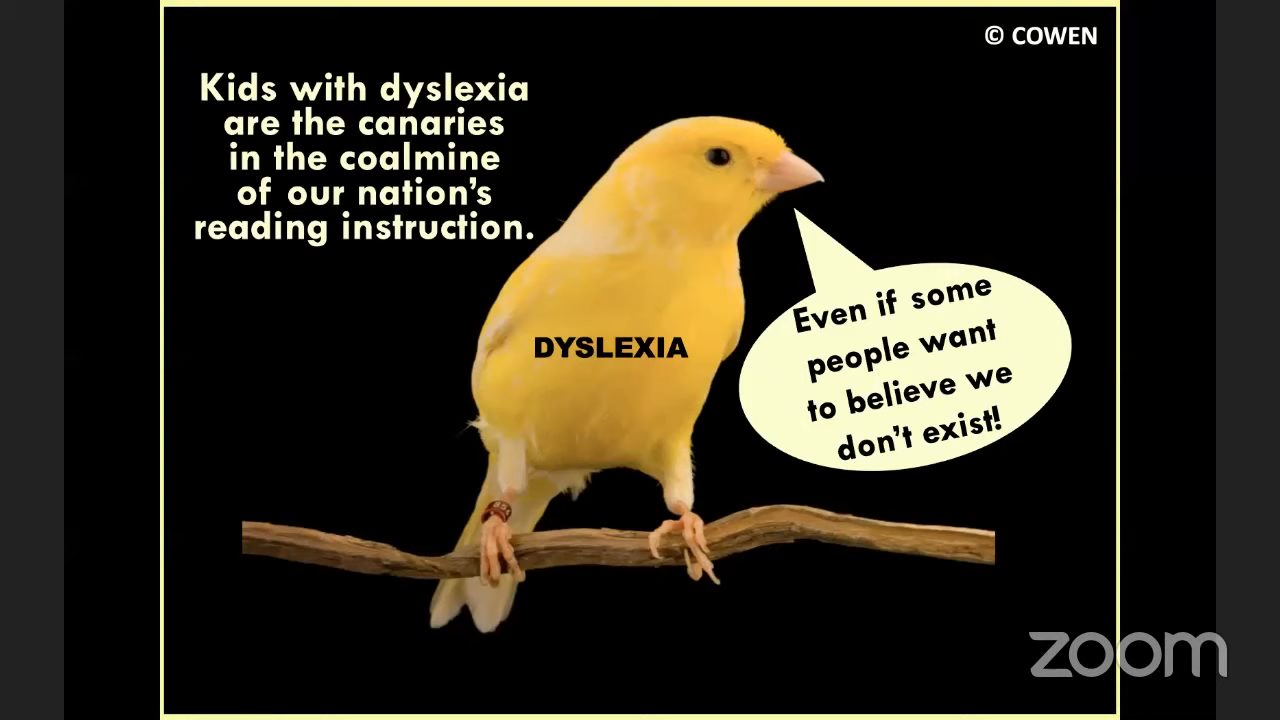 © COWEN
Kids with dyslexia
are the canaries
in the coalmine
of our nation's
reading instruction.
DYSLEXIA
Even if some
people want
to believe we
don't exist!
zoom